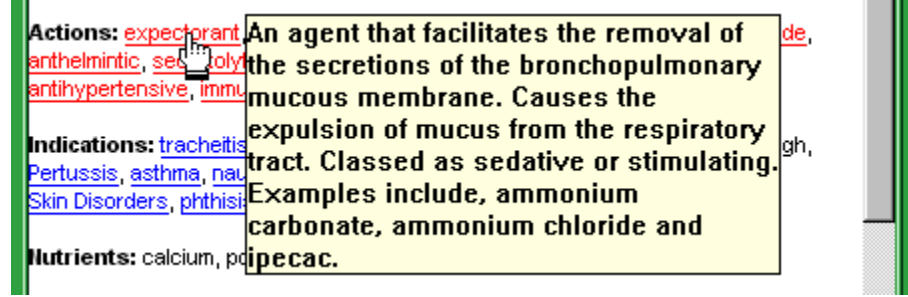 Actions: expectorant, de,
anthelmintic,
antihypertensive,
Indications: tracheitis gh,
Pertussis, asthma,
Skin Disorders,
Nutrients: calcium,
An agent that facilitates the removal of
the secretions of the bronchopulmonary
mucous membrane. Causes the
expulsion of mucus from the respiratory
tract. Classed as sedative or stimulating.
Examples include, ammonium
carbonate, ammonium chloride and
ipecac.